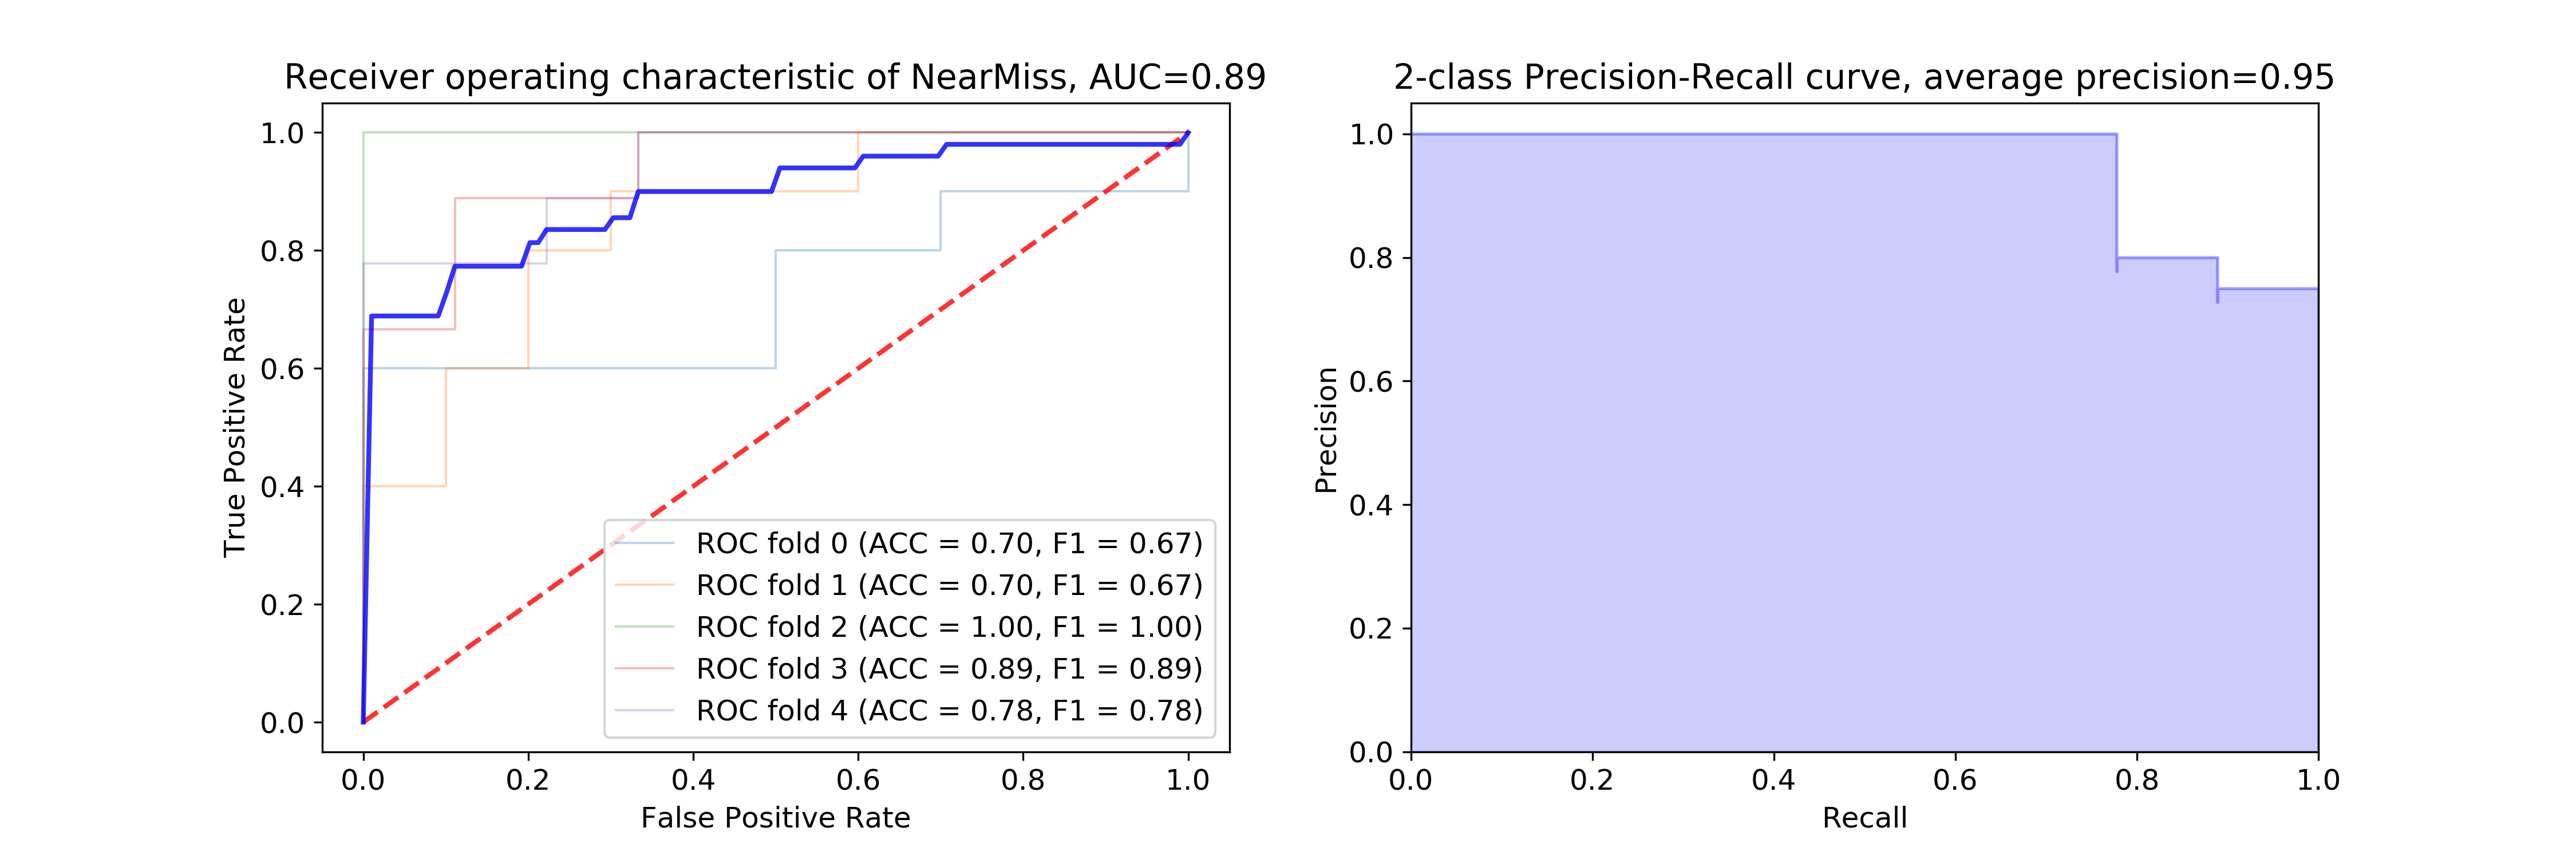 Receiver operating characteristic of NearMiss, AUC=0.89
True Positive Rate
1.0
0.8
0.6
0.4
0.2
0.0
ROC fold 0 (ACC = 0.70, F1 = 0.67)
ROC fold 1 (ACC = 0.70, F1 = 0.67)
ROC fold 2 (ACC = 1.00, F1 = 1.00)
ROC fold 3 (ACC = 0.89, F1 = 0.89)
ROC fold 4 (ACC = 0.78, F1 = 0.78)
0.0 0.2 0.4 0.6 0.8 1.0
False Positive Rate
2-class Precision-Recall curve, average precision=0.95
Precision
1.0
0.8
0.6
0.4
0.2
0.0
0.0 0.2 0.4 0.6 0.8 1.0
Recall